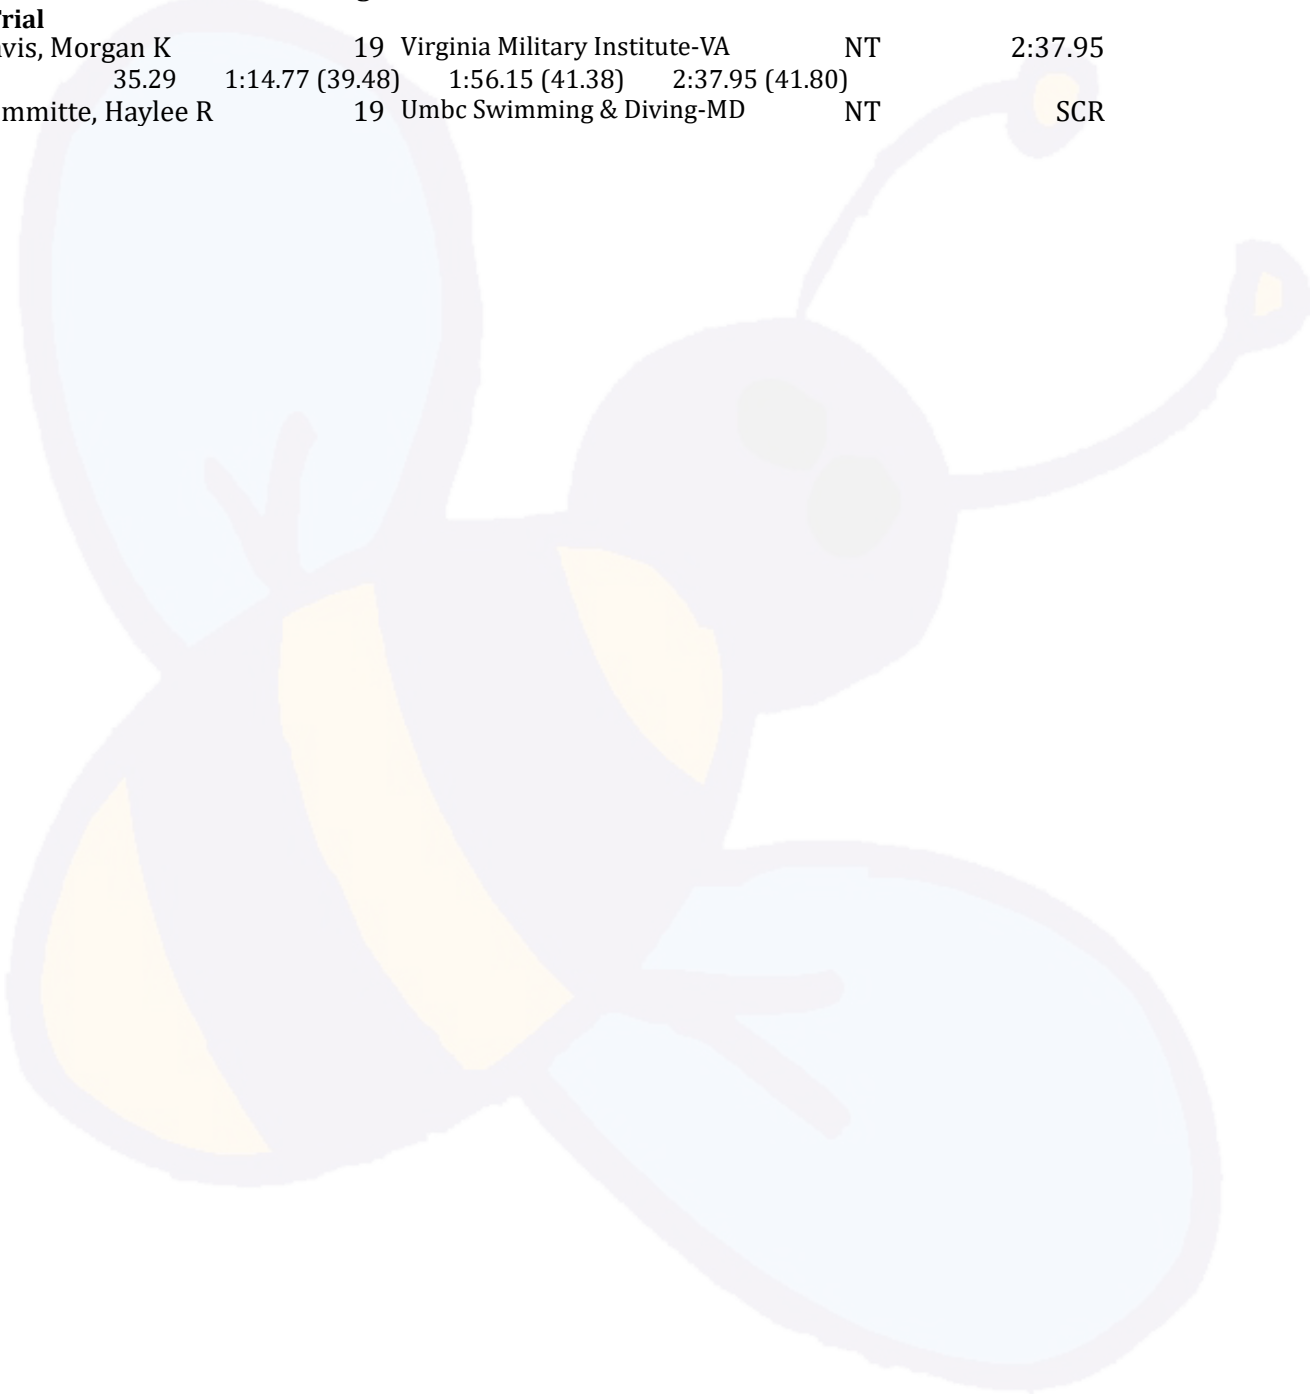 rial
vis, Morgan K 19 Virginia Military Institute-VA NT 2:37.95
35.29 1:14.77 (39.48) 1:56.15 (41.38) 2:37.95 (41.80)
mmitte, Haylee R 19 Umbc Swimming & Diving-MD NT SCR